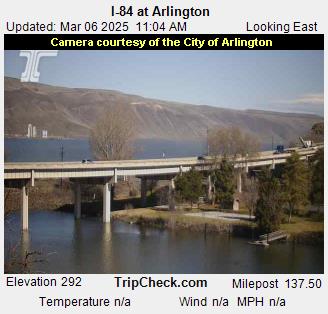 I-84 at Arlington
Updated: Mar 06 2025 11:04 AM Looking East
Camera courtesy of the City of Arlington
Elevation 292 TripCheck.com Milepost 137.50
Temperature n/a Wind n/a MPH n/a